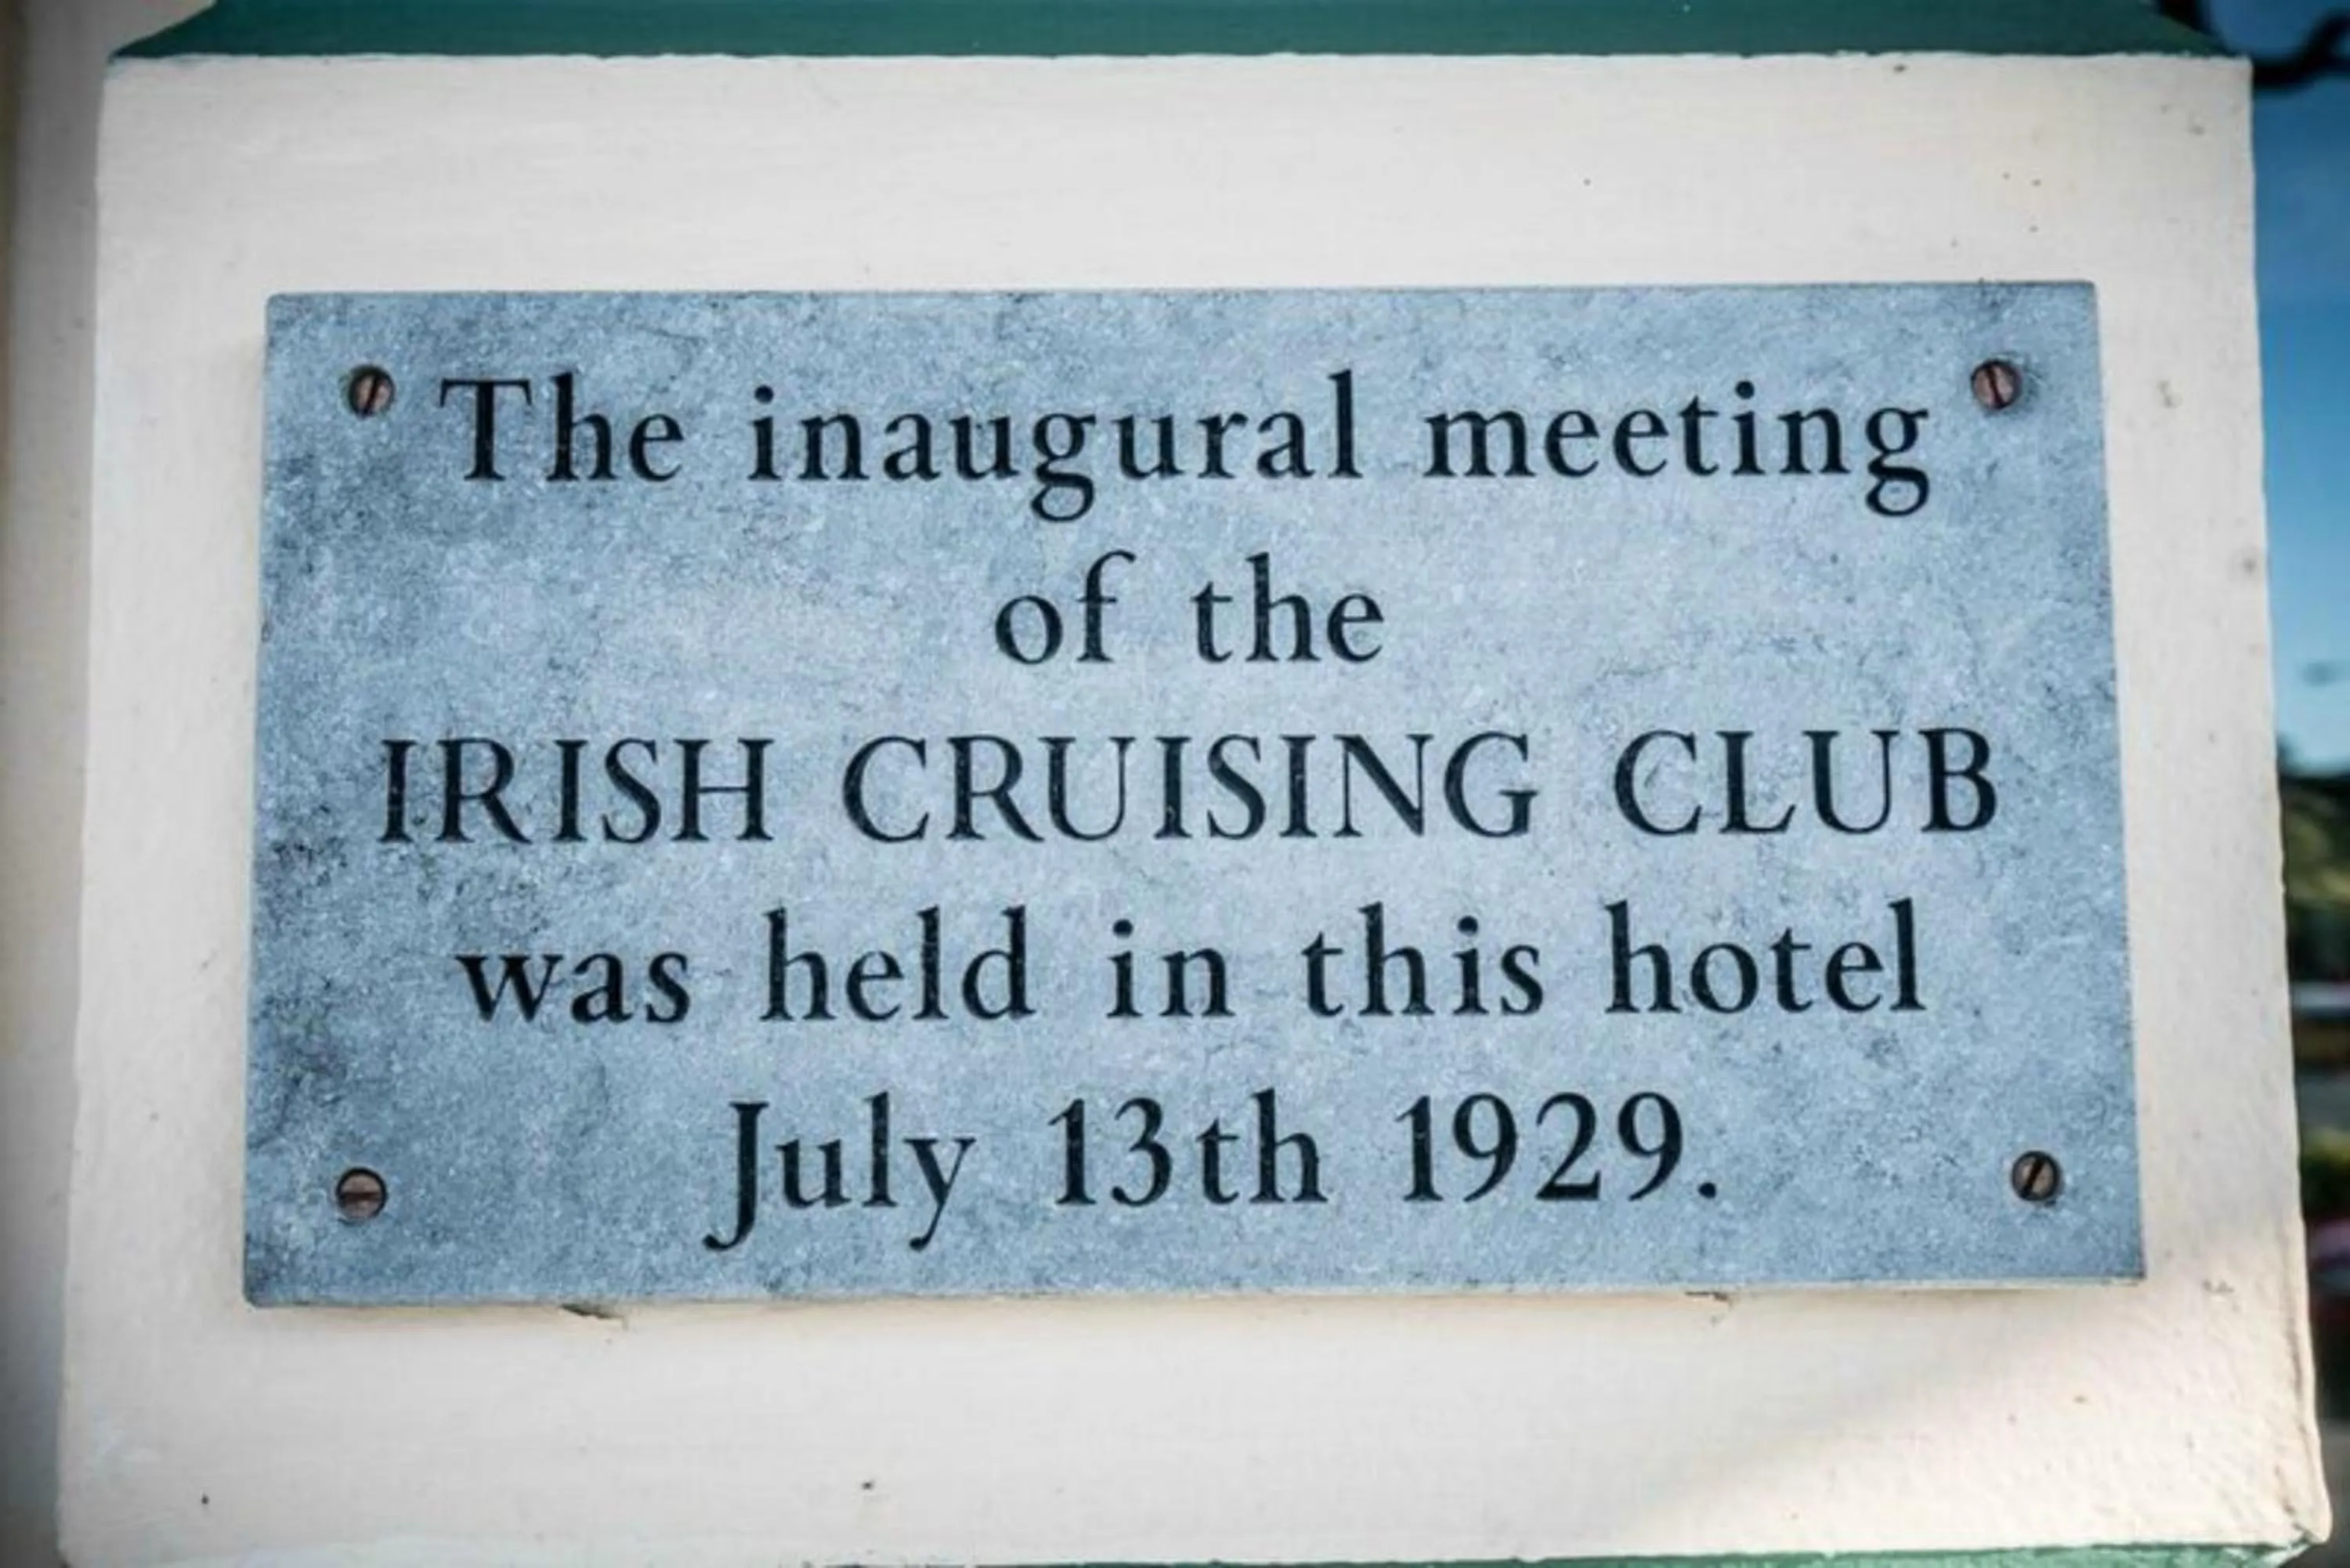 The inaugural meeting
of the
IRISH CRUISING CLUB
was held in this hotel
July 13th 1929.